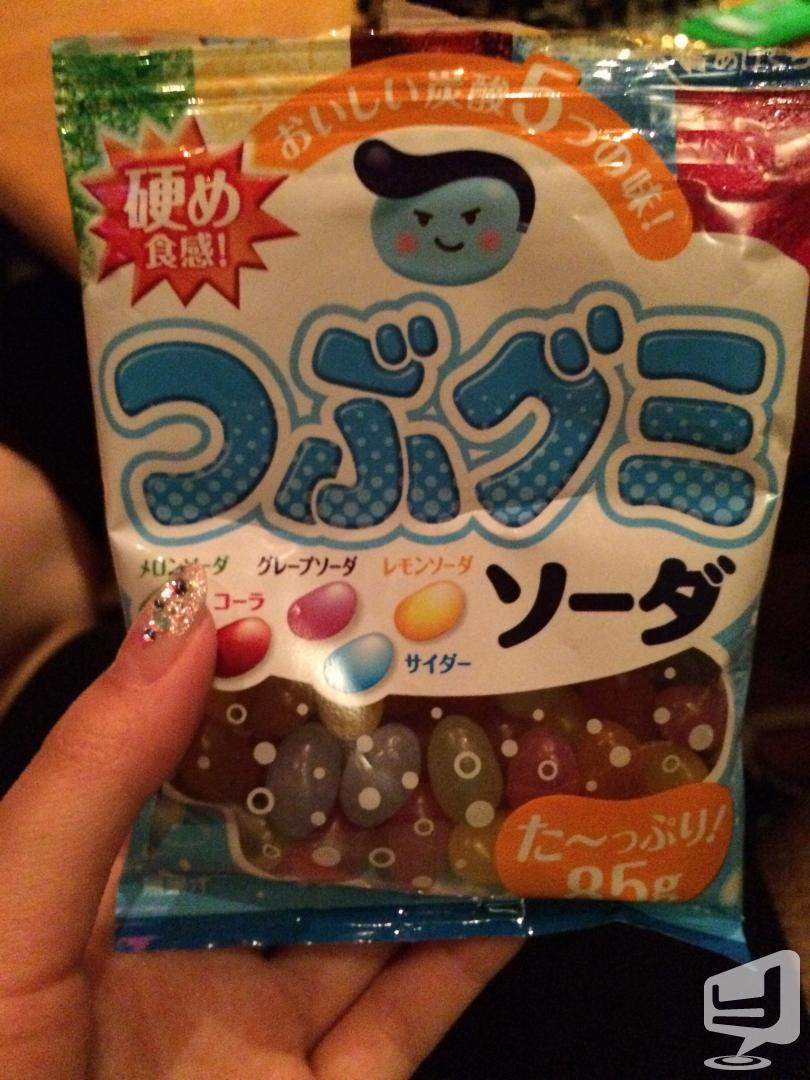 おいしい炭酸5つの味!
硬め
食感!
つぶグミ
ソーダ
メロンソーダ
グレープソーダ
レモンソーダ
コーラ
サイダー
た〜っぷり!
85g